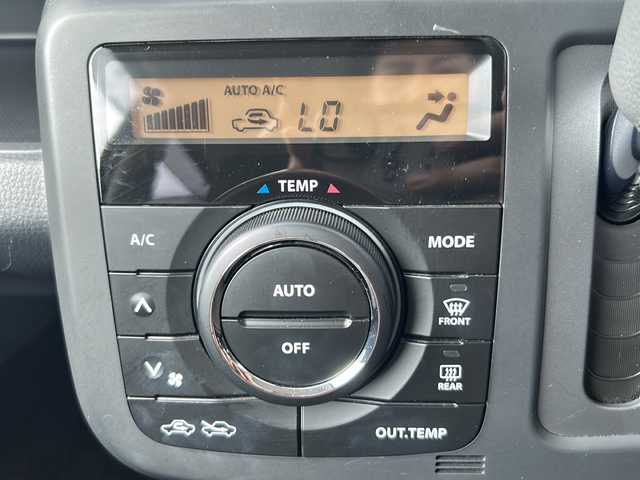 AUTO A/C
LO
TEMP
A/C
MODE
AUTO
OFF
FRONT
REAR
OUT.TEMP